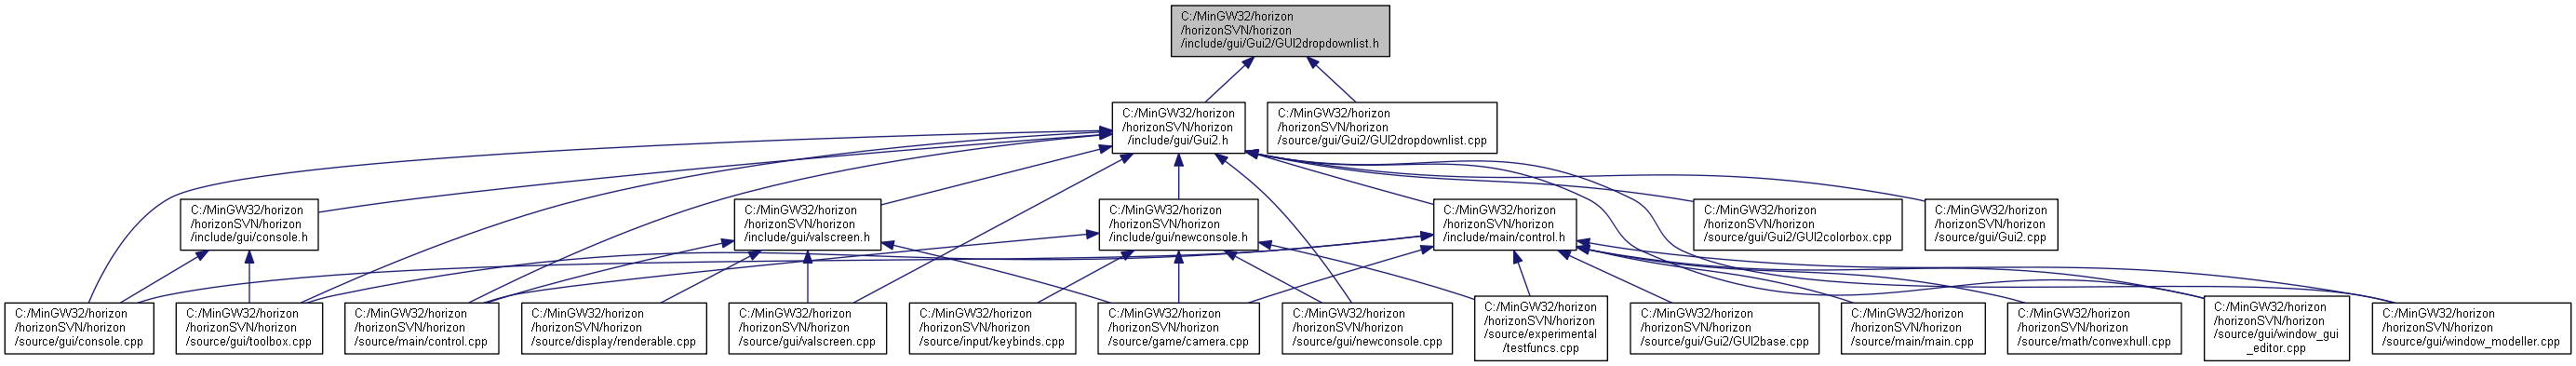 C:/MinGW32/horizon
/horizonSVN/horizon
/include/gui/Gui2/GUI2dropdownlist.h
C:/MinGW32/horizon
/horizonSVN/horizon
/include/gui/Gui2.h
C:/MinGW32/horizon
/horizonSVN/horizon
/source/gui/Gui2/GUI2dropdownlist.cpp
C:/MinGW32/horizon
/horizonSVN/horizon
/include/gui/console.h
C:/MinGW32/horizon
/horizonSVN/horizon
/include/gui/valscreen.h
C:/MinGW32/horizon
/horizonSVN/horizon
/include/gui/newconsole.h
C:/MinGW32/horizon
/horizonSVN/horizon
/include/main/control.h
C:/MinGW32/horizon
/horizonSVN/horizon
/source/gui/Gui2/GUI2colorbox.cpp
C:/MinGW32/horizon
/horizonSVN/horizon
/source/gui/Gui2.cpp
C:/MinGW32/horizon
/horizonSVN/horizon
/source/gui/console.cpp
C:/MinGW32/horizon
/horizonSVN/horizon
/source/gui/toolbox.cpp
C:/MinGW32/horizon
/horizonSVN/horizon
/source/main/control.cpp
C:/MinGW32/horizon
/horizonSVN/horizon
/source/display/renderable.cpp
C:/MinGW32/horizon
/horizonSVN/horizon
/source/gui/valscreen.cpp
C:/MinGW32/horizon
/horizonSVN/horizon
/source/input/keybinds.cpp
C:/MinGW32/horizon
/horizonSVN/horizon
/source/game/camera.cpp
C:/MinGW32/horizon
/horizonSVN/horizon
/source/gui/newconsole.cpp
C:/MinGW32/horizon
/horizonSVN/horizon
/source/experimental
/testfuncs.cpp
C:/MinGW32/horizon
/horizonSVN/horizon
/source/gui/Gui2/GUI2base.cpp
C:/MinGW32/horizon
/horizonSVN/horizon
/source/main/main.cpp
C:/MinGW32/horizon
/horizonSVN/horizon
/source/math/convexhull.cpp
C:/MinGW32/horizon
/horizonSVN/horizon
/source/gui/window_gui
_editor.cpp
C:/MinGW32/horizon
/horizonSVN/horizon
/source/gui/window_modeller.cpp